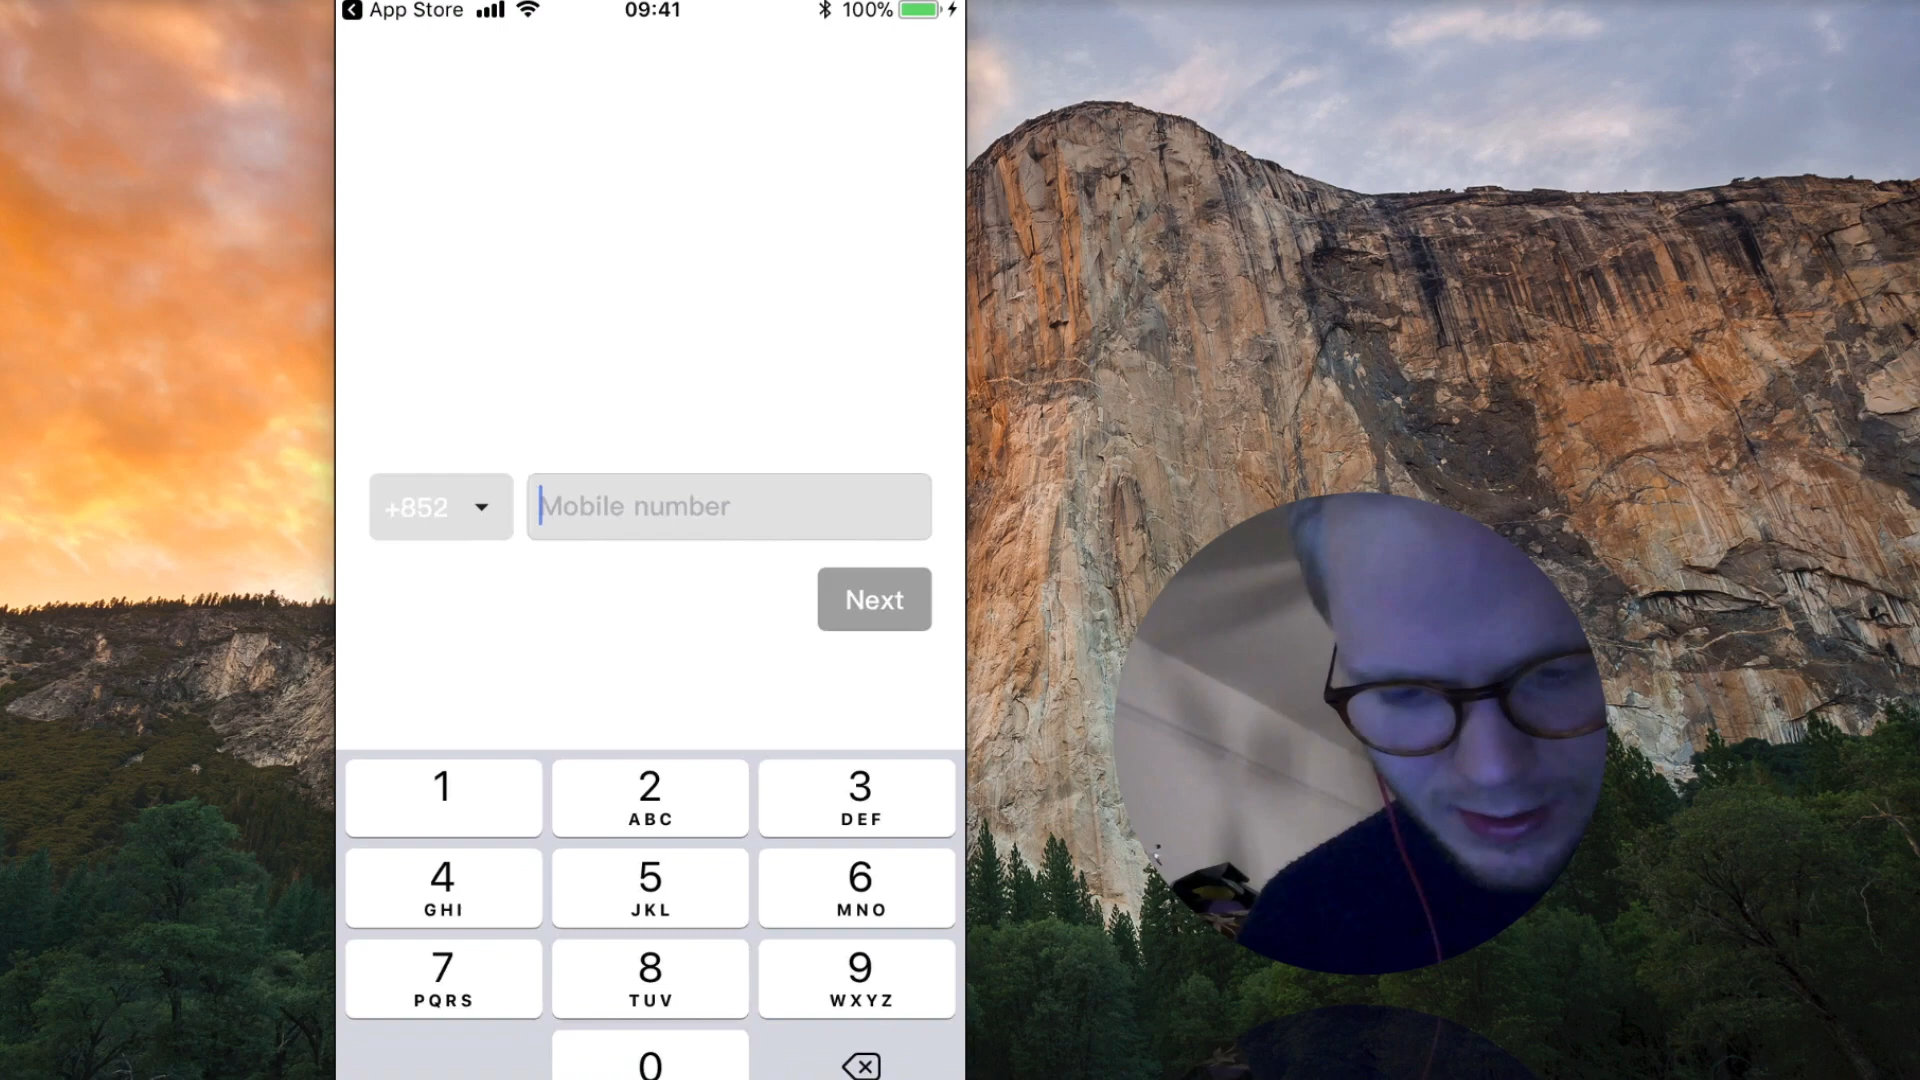 App Store 09:41 100%
+852 Mobile number
Next
1 2 3
ABC DEF
4 5 6
GHI JKL MNO
7 8 9
PQRS TUV WXYZ
0